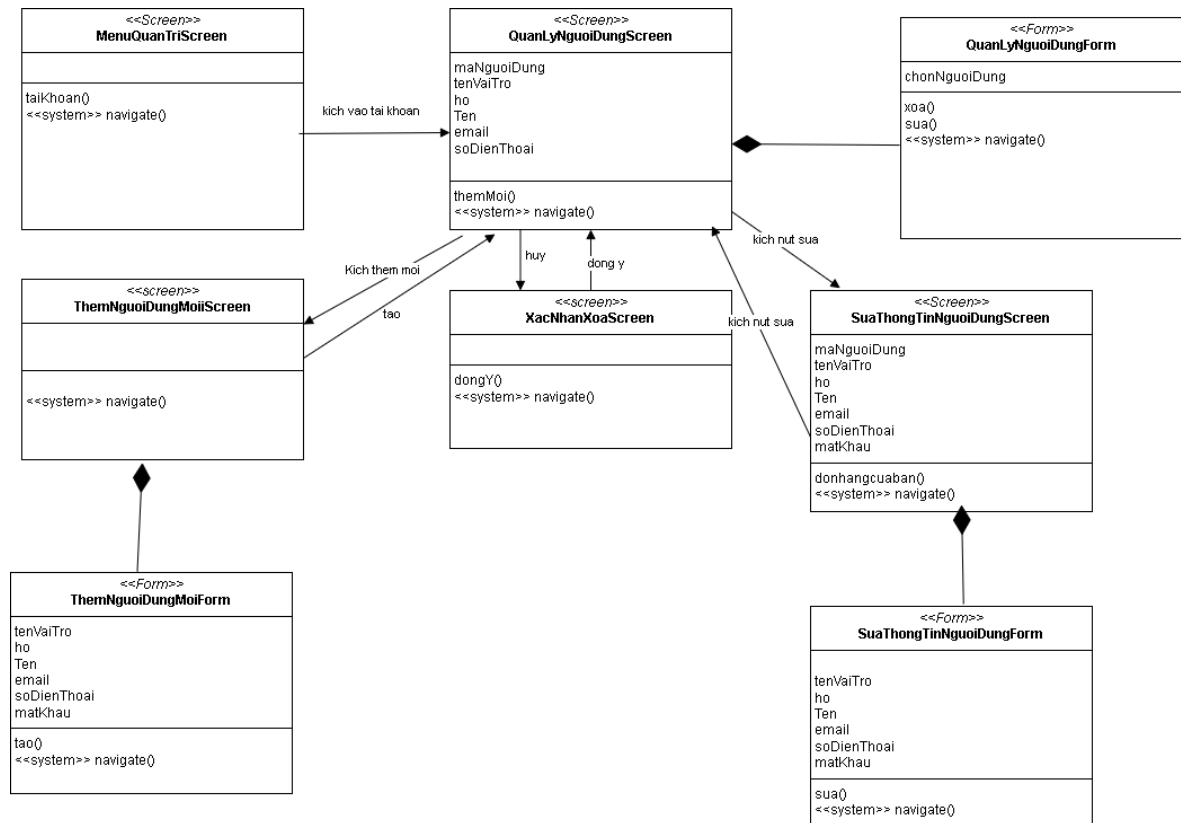 <<Screen>>
MenuQuanTriScreen
taiKhoan()
<<system>> navigate()
kich vao tai khoan
<<Screen>>
QuanLyNguoiDungScreen
maNguoiDung
tenVaiTro
ho
Ten
email
soDienThoai
themMoi()
<<system>> navigate()
<<Form>>
QuanLyNguoiDungForm
chonNguoiDung
xoa()
sua()
<<system>> navigate()
Kich them moi
tao
huy
dong y
kich nut sua
kich nut sua
<<screen>>
ThemNguoiDungMoiiScreen
<<system>> navigate()
<<screen>>
XacNhanXoaScreen
dongY()
<<system>> navigate()
<<Screen>>
SuaThongTinNguoiDungScreen
maNguoiDung
tenVaiTro
ho
Ten
email
soDienThoai
matKhau
donhangcuaban()
<<system>> navigate()
<<Form>>
ThemNguoiDungMoiForm
tenVaiTro
ho
Ten
email
soDienThoai
matKhau
tao()
<<system>> navigate()
<<Form>>
SuaThongTinNguoiDungForm
tenVaiTro
ho
Ten
email
soDienThoai
matKhau
sua()
<<system>> navigate()